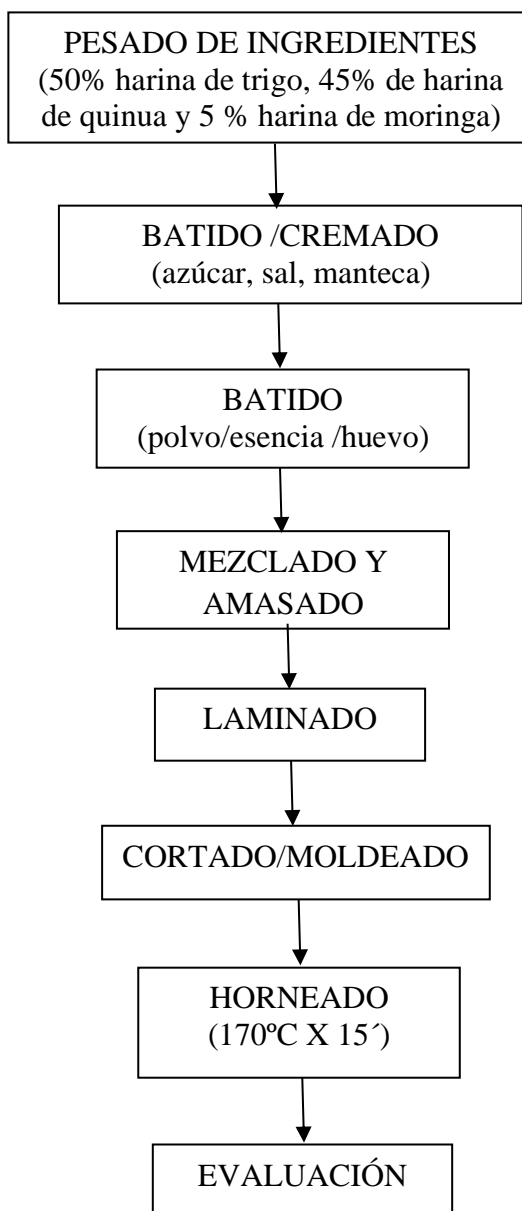 PESADO DE INGREDIENTES
(50% harina de trigo, 45% de harina
de quinua y 5 % harina de moringa)
BATIDO /CREMADO
(azúcar, sal, manteca)
BATIDO
(polvo/esencia /huevo)
MEZCLADO Y
AMASADO
LAMINADO
CORTADO/MOLDEADO
HORNEADO
(170ºC X 15´)
EVALUACIÓN